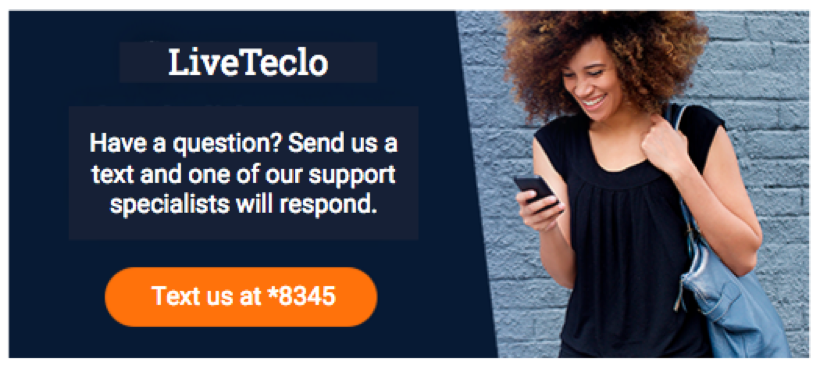 LiveTeclo
Have a question? Send us a
text and one of our support
specialists will respond.
Text us at *8345